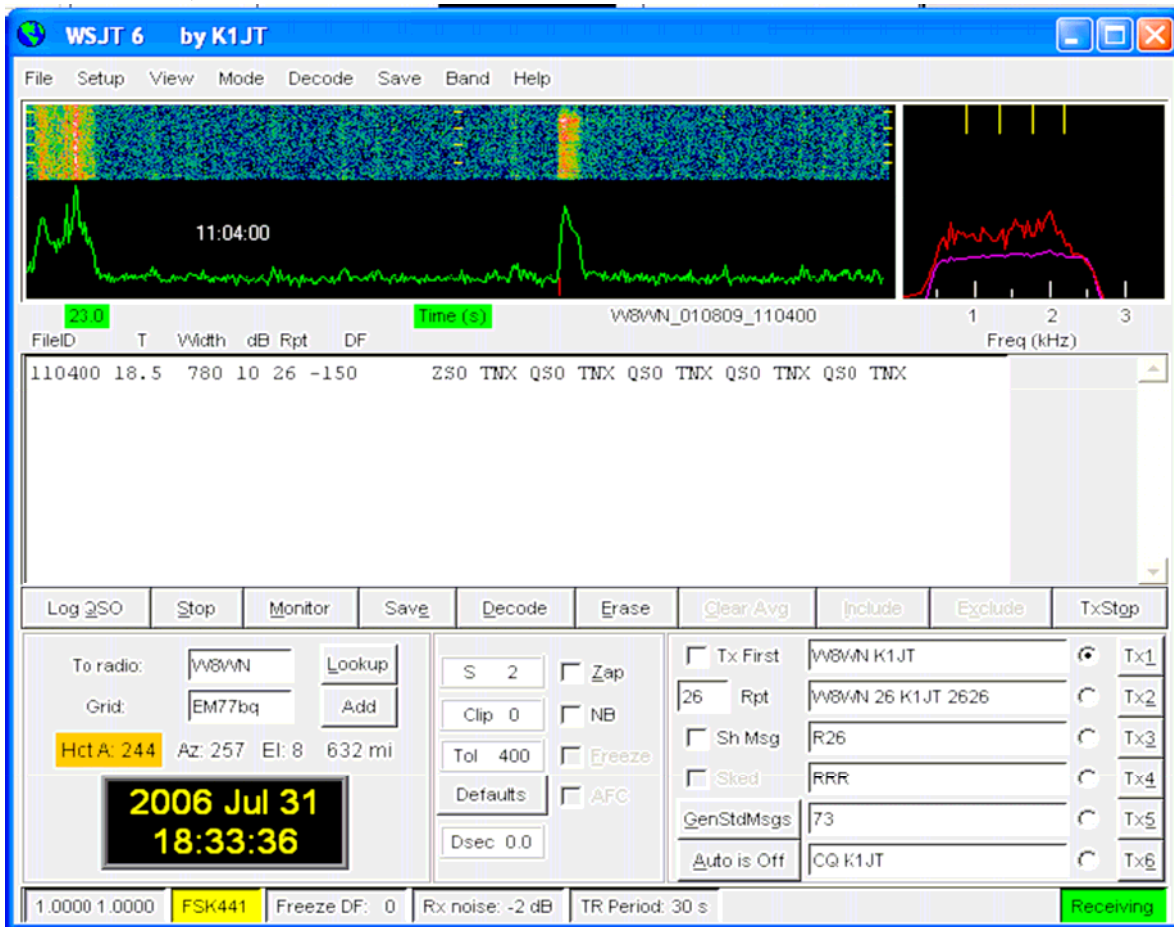 WSJT 6 by K1JT
File Setup View Mode Decode Save Band Help
11:04:00
23.0 Time (s) W8WN_010809_110400 1 2 3
FileID T Width dB Rpt DF Freq (kHz)
110400 18.5 780 10 26 -150 ZS0 TNX QS0 TNX QS0 TNX QS0 TNX QS0 TNX
Log QSO Stop Monitor Save Decode Erase Clear Avg Include Exclude TxStop
To radio: W8WN Lookup
Grid: EM77bq Add
Hct A: 244 Az: 257 El: 8 632 mi
2006 Jul 31
18:33:36
S 2 Zap
Clip 0 NB
Tol 400 Freeze
Defaults AFC
Dsec 0.0
Tx First W8WN K1JT Tx1
26 Rpt W8WN 26 K1JT 2626 Tx2
Sh Msg R26 Tx3
Sked RRR Tx4
GenStdMsgs 73 Tx5
Auto is Off CQ K1JT Tx6
1.0000 1.0000 FSK441 Freeze DF: 0 Rx noise: -2 dB TR Period: 30 s Receiving